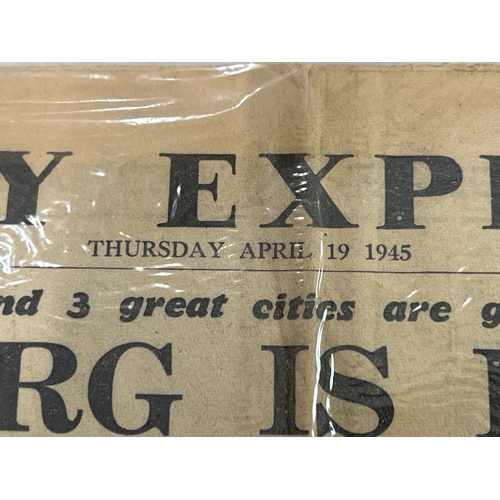 Y EXP
THURSDAY APRIL 19 1945
nd 3 great cities are g
RG IS